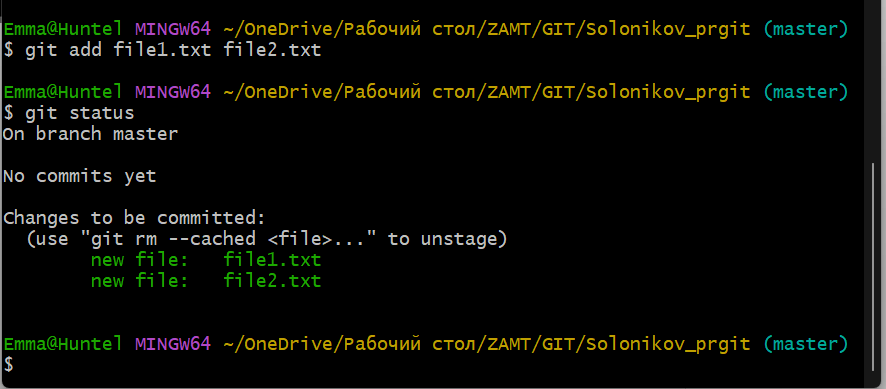 Emma@Huntel MINGW64 ~/OneDrive/Рабочий стол/ZAMT/GIT/Solonikov_prgit (master)
$ git add file1.txt file2.txt
Emma@Huntel MINGW64 ~/OneDrive/Рабочий стол/ZAMT/GIT/Solonikov_prgit (master)
$ git status
On branch master
No commits yet
Changes to be committed:
  (use "git rm --cached <file>..." to unstage)
        new file:   file1.txt
        new file:   file2.txt
Emma@Huntel MINGW64 ~/OneDrive/Рабочий стол/ZAMT/GIT/Solonikov_prgit (master)
$